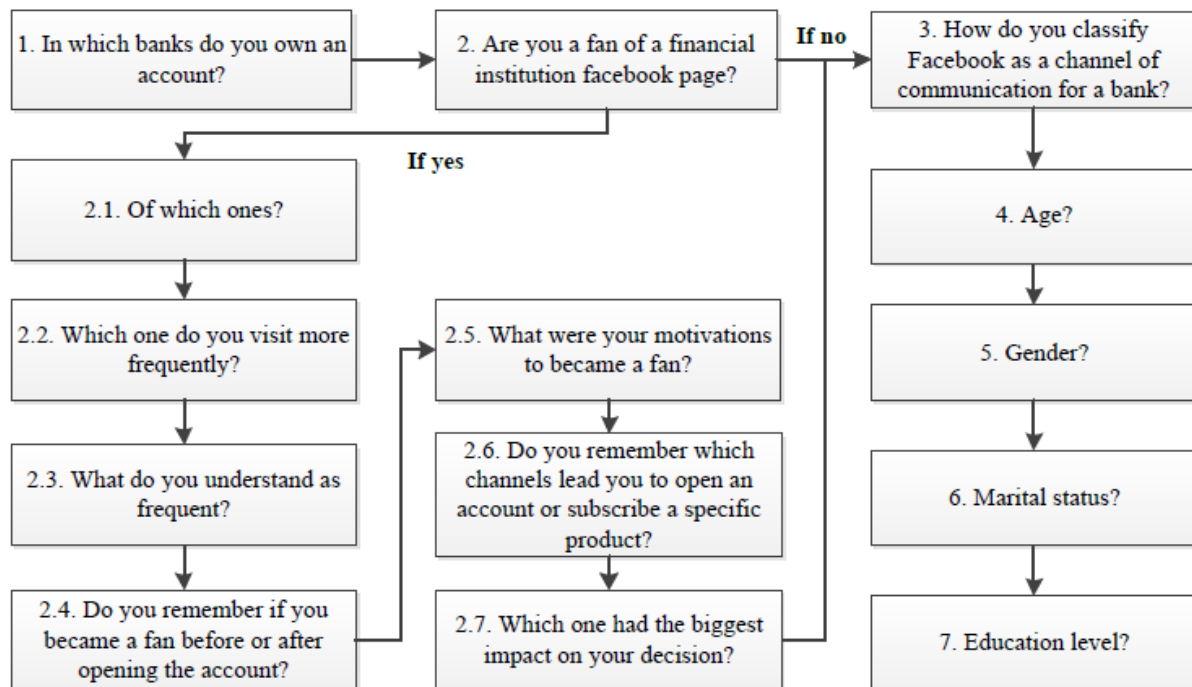 1. In which banks do you own an
account?
2. Are you a fan of a financial
institution facebook page?
If no
3. How do you classify
Facebook as a channel of
communication for a bank?
If yes
2.1. Of which ones?
2.2. Which one do you visit more
frequently?
2.3. What do you understand as
frequent?
2.4. Do you remember if you
became a fan before or after
opening the account?
2.5. What were your motivations
to became a fan?
2.6. Do you remember which
channels lead you to open an
account or subscribe a specific
product?
2.7. Which one had the biggest
impact on your decision?
4. Age?
5. Gender?
6. Marital status?
7. Education level?